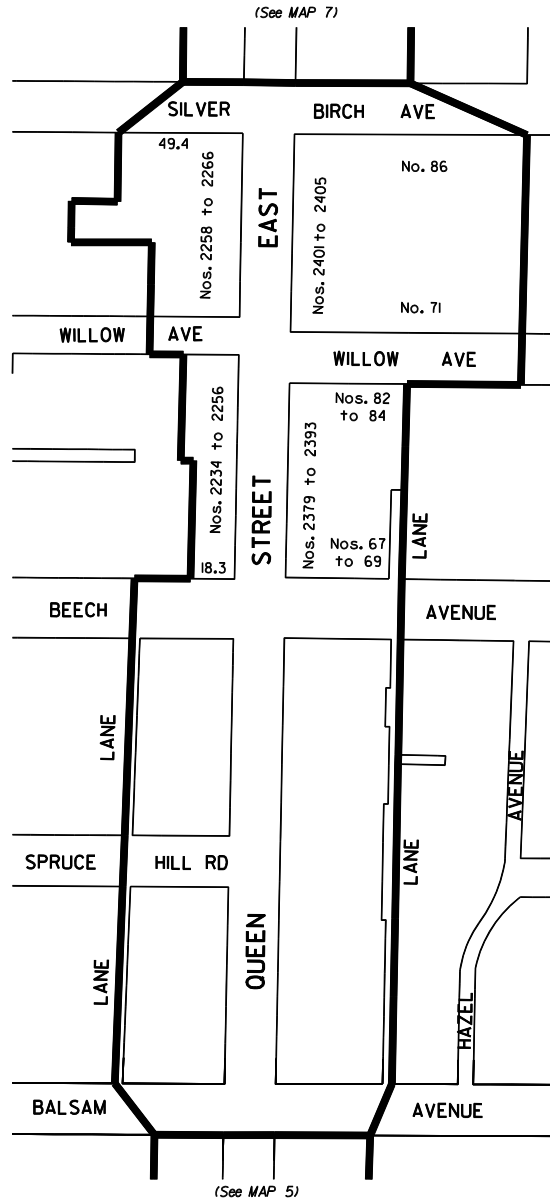 (See MAP 7)
SILVER BIRCH AVE
49.4
No. 86
Nos. 2258 to 2266
EAST
Nos. 2401 to 2405
No. 71
WILLOW AVE
WILLOW AVE
Nos. 82
to 84
Nos. 2234 to 2256
STREET
Nos. 2379 to 2393
LANE
Nos. 67
to 69
18.3
BEECH AVENUE
LANE
AVENUE
LANE
SPRUCE HILL RD
QUEEN
LANE
HAZEL
BALSAM AVENUE
(See MAP 5)